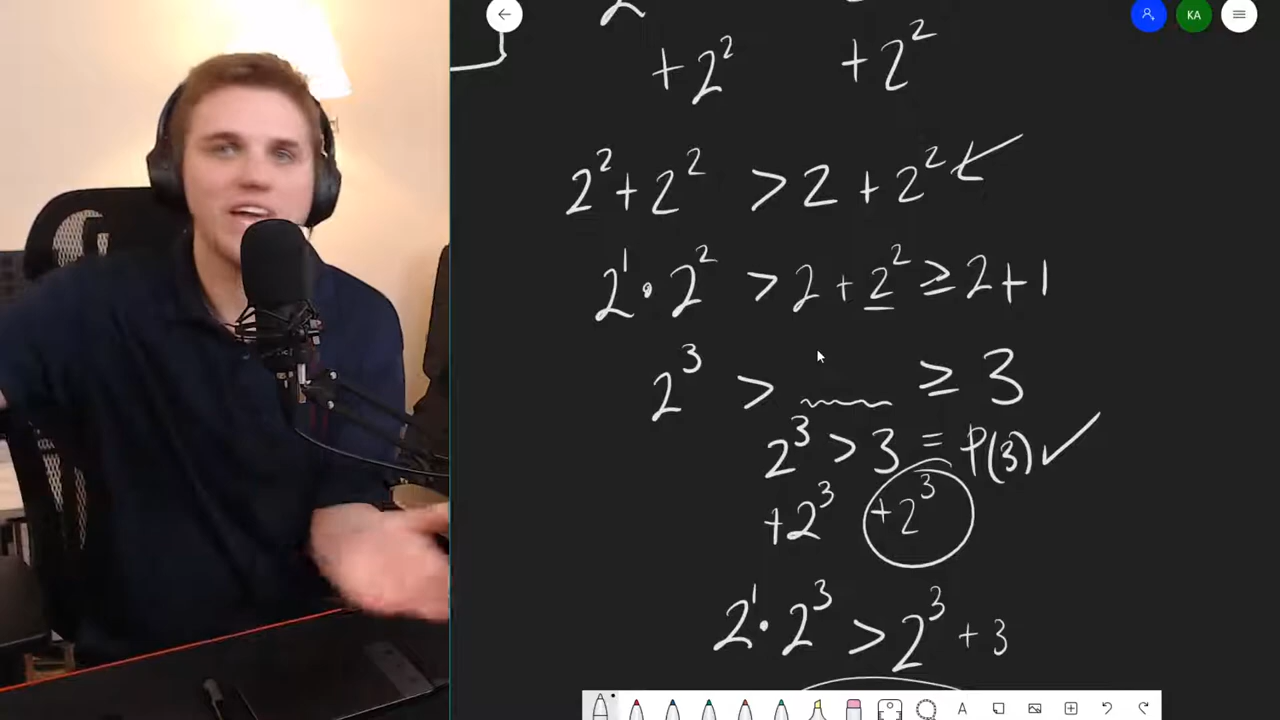 KA
+2² +2²
2² + 2² > 2 + 2²
2¹ · 2² > 2 + 2² ≥ 2 + 1
2³ > ≥ 3
2³ > 3 = P(3) ✓
+2³ +2³
2¹ · 2³ > 2³ + 3
A